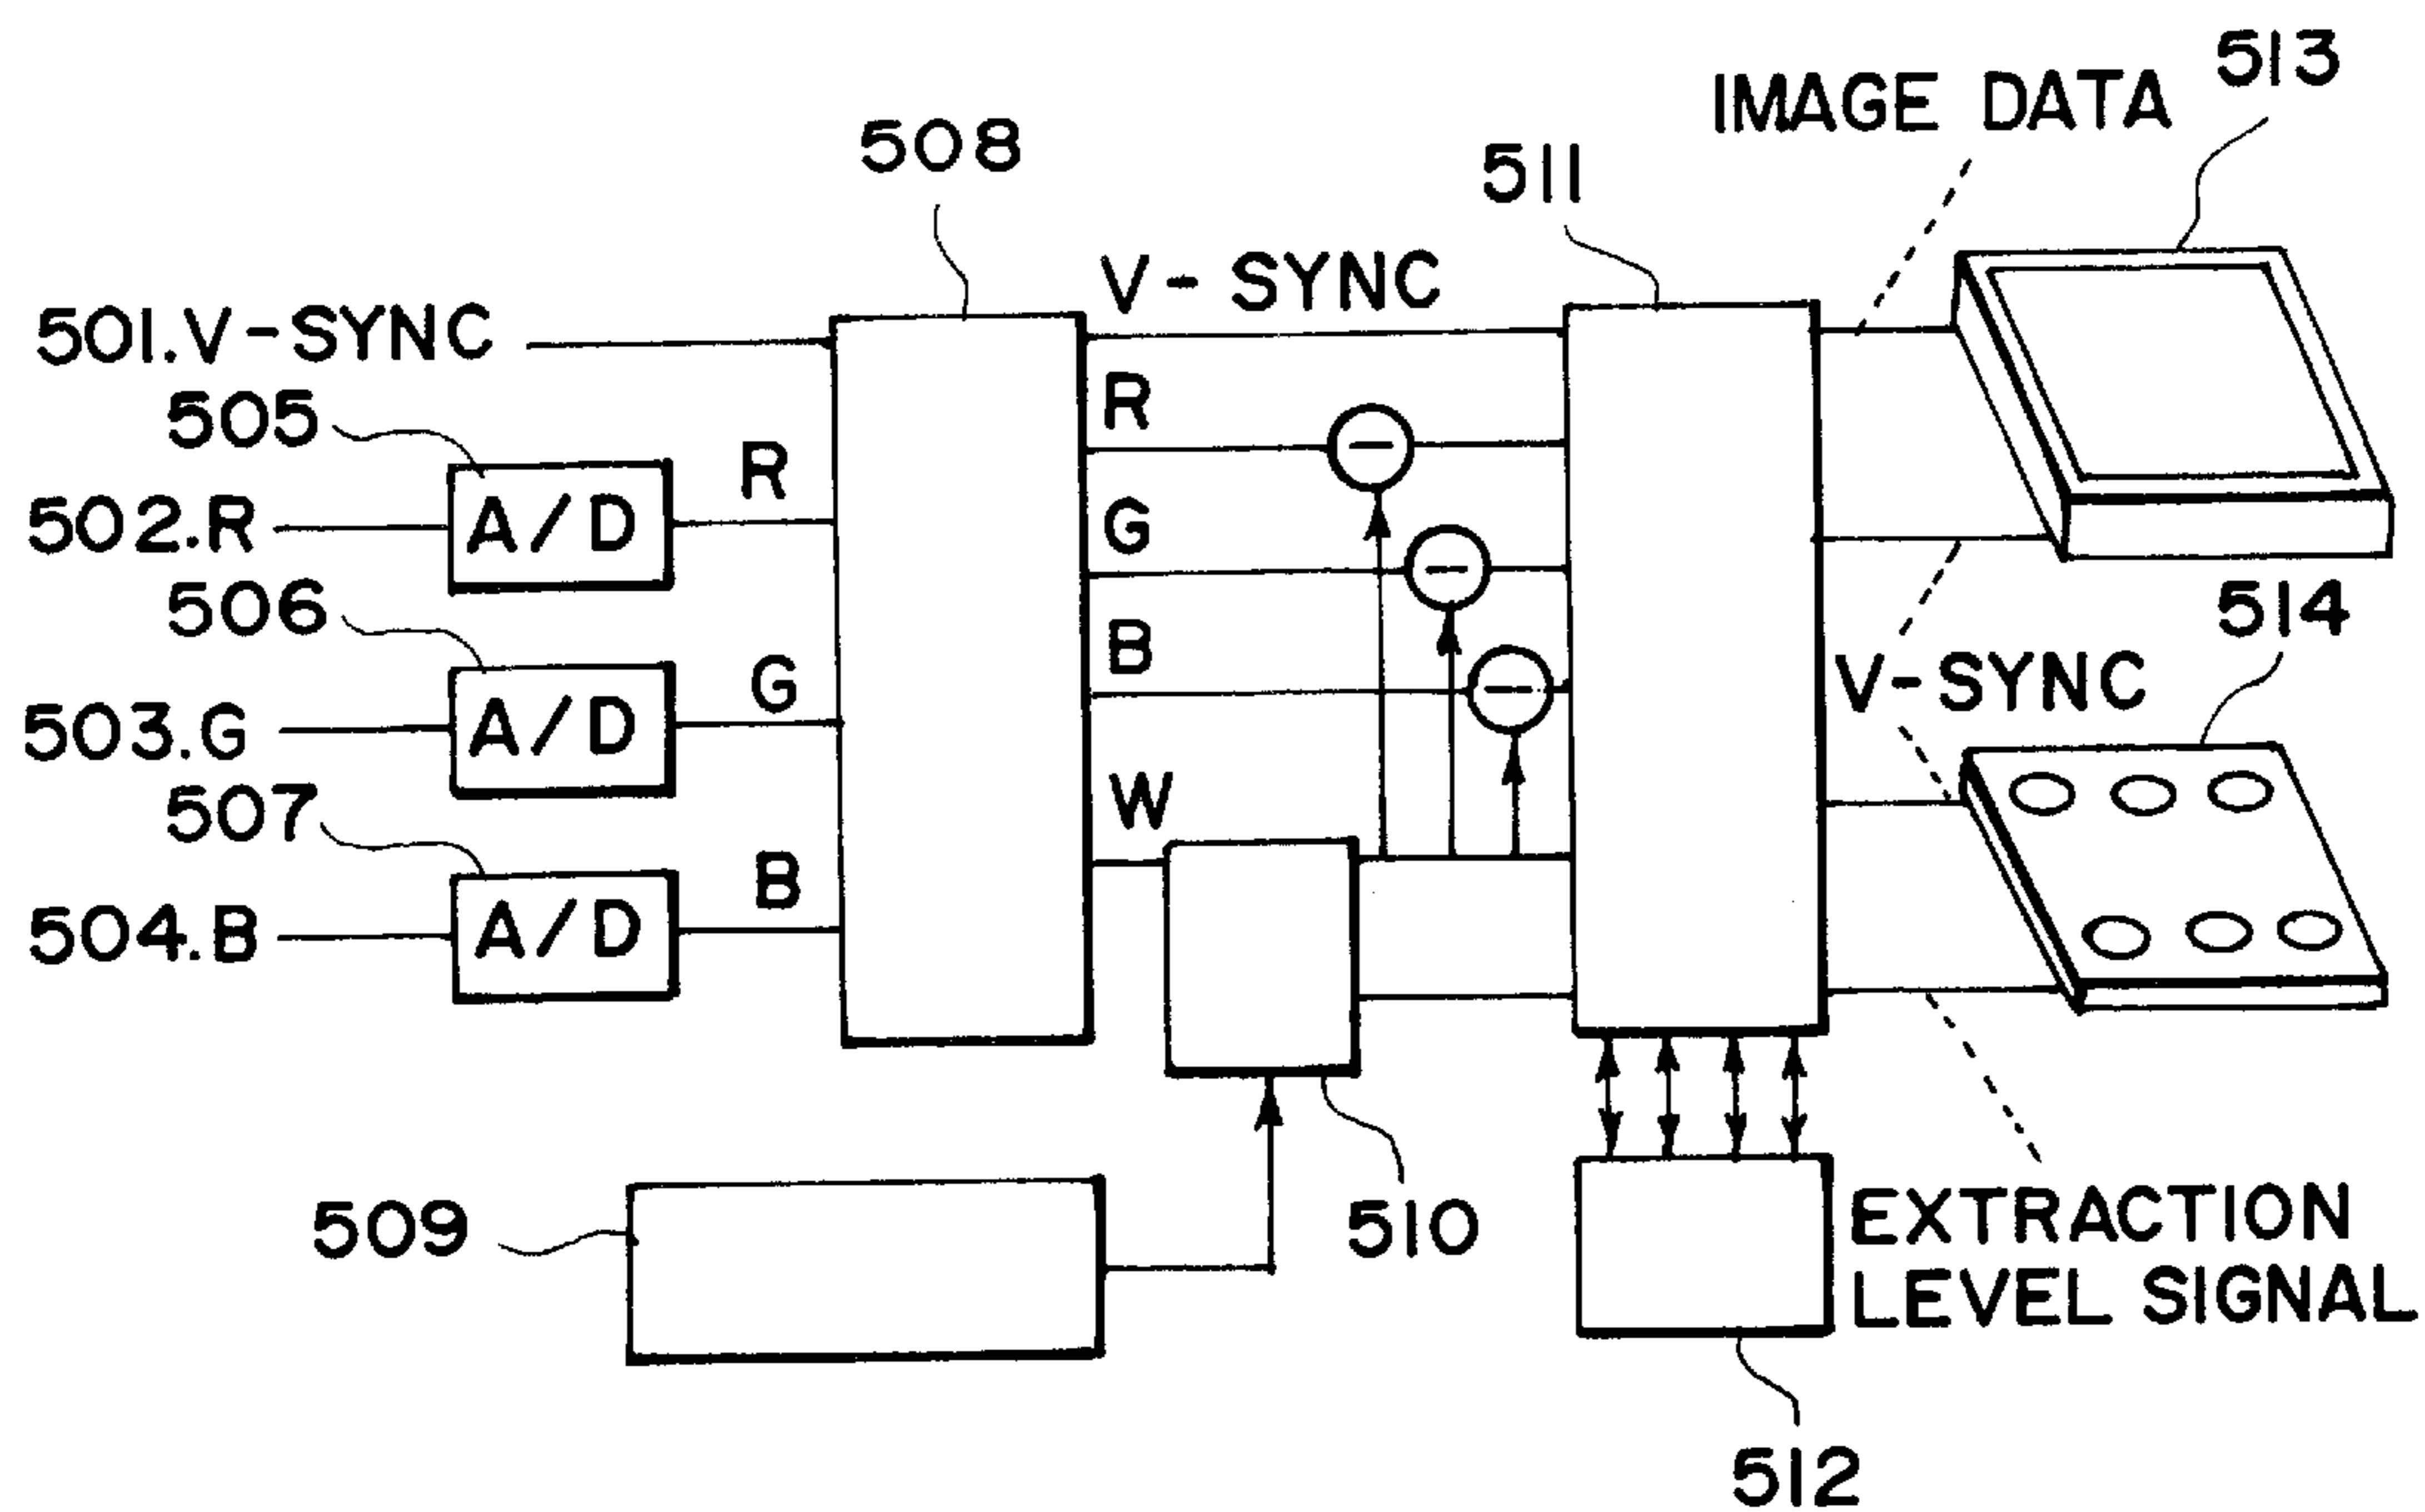 513
IMAGE DATA
508
511
V-SYNC
501.V-SYNC
505
R
R
502.R
A/D
G
506
514
B
G
V-SYNC
503.G
A/D
507
W
B
504.B
A/D
509
510
EXTRACTION
LEVEL SIGNAL
512